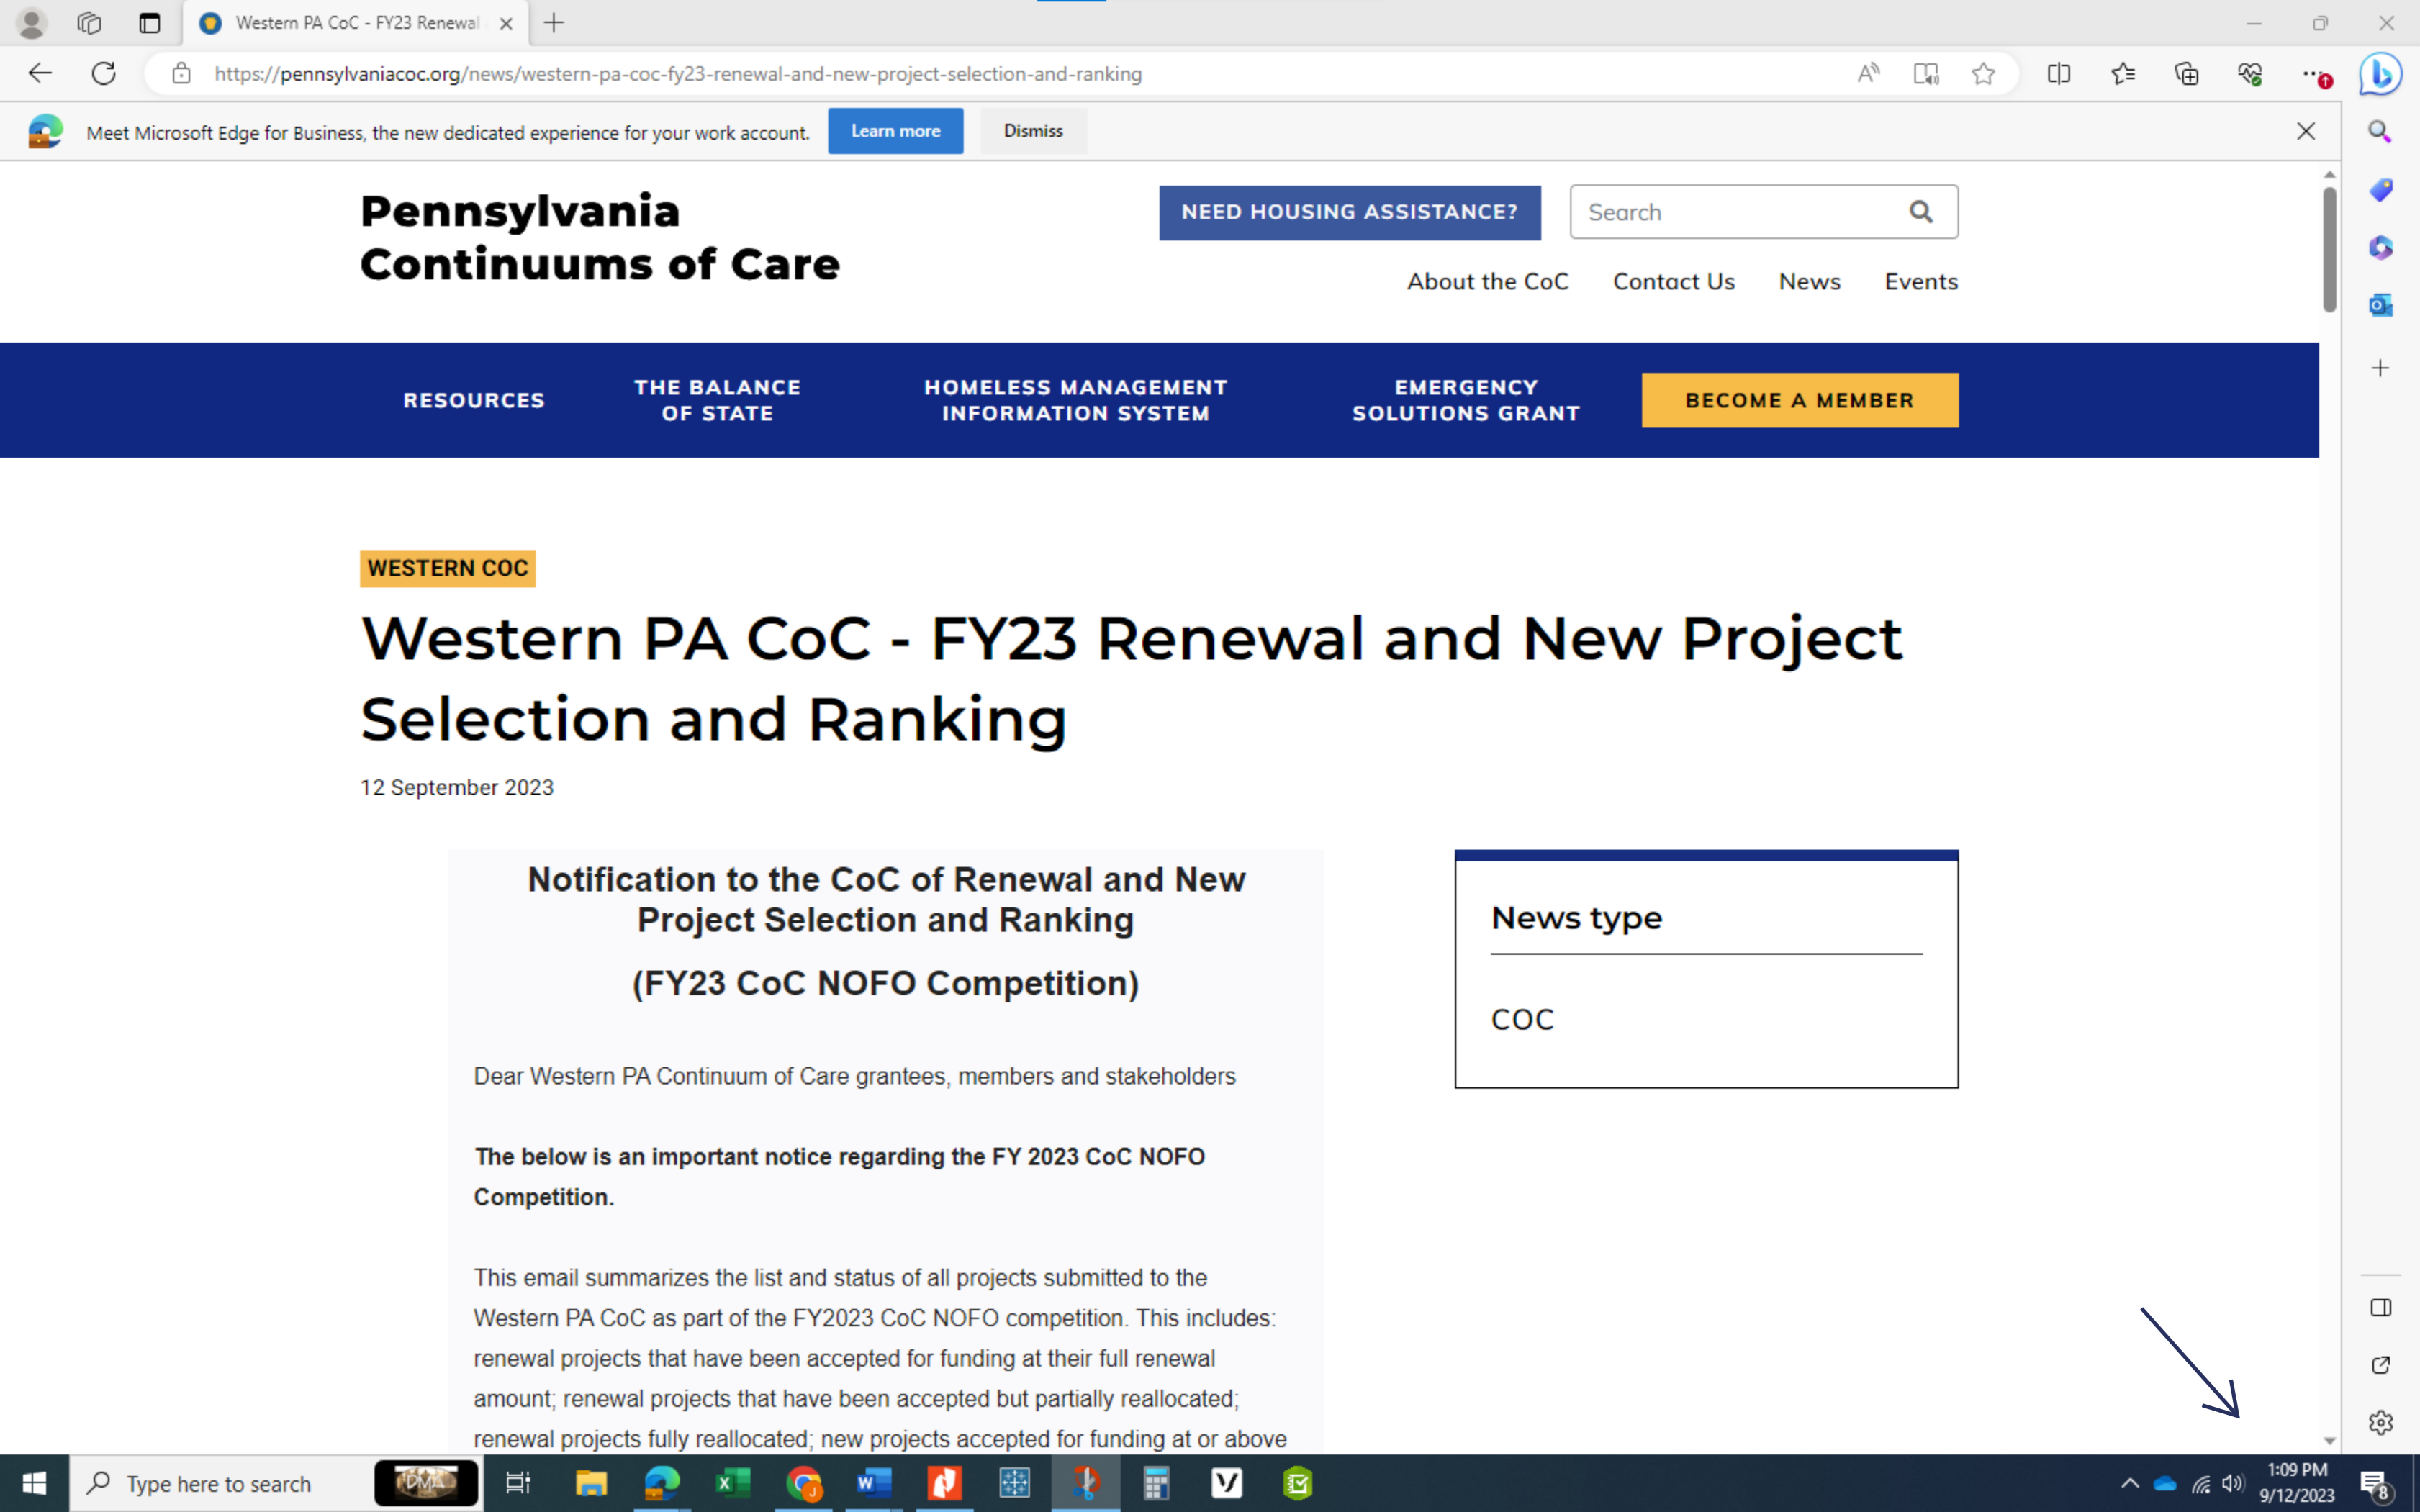 Western PA CoC - FY23 Renewal
https://pennsylvaniacoc.org/news/western-pa-coc-fy23-renewal-and-new-project-selection-and-ranking
Meet Microsoft Edge for Business, the new dedicated experience for your work account.
Learn more
Dismiss
Pennsylvania
Continuums of Care
NEED HOUSING ASSISTANCE?
Search
About the CoC
Contact Us
News
Events
RESOURCES
THE BALANCE
OF STATE
HOMELESS MANAGEMENT
INFORMATION SYSTEM
EMERGENCY
SOLUTIONS GRANT
BECOME A MEMBER
WESTERN COC
Western PA CoC - FY23 Renewal and New Project
Selection and Ranking
12 September 2023
Notification to the CoC of Renewal and New
Project Selection and Ranking
(FY23 CoC NOFO Competition)
Dear Western PA Continuum of Care grantees, members and stakeholders
The below is an important notice regarding the FY 2023 CoC NOFO
Competition.
This email summarizes the list and status of all projects submitted to the
Western PA CoC as part of the FY2023 CoC NOFO competition. This includes:
renewal projects that have been accepted for funding at their full renewal
amount; renewal projects that have been accepted but partially reallocated;
renewal projects fully reallocated; new projects accepted for funding at or above
News type
COC
Type here to search
DMA
1:09 PM
9/12/2023
8